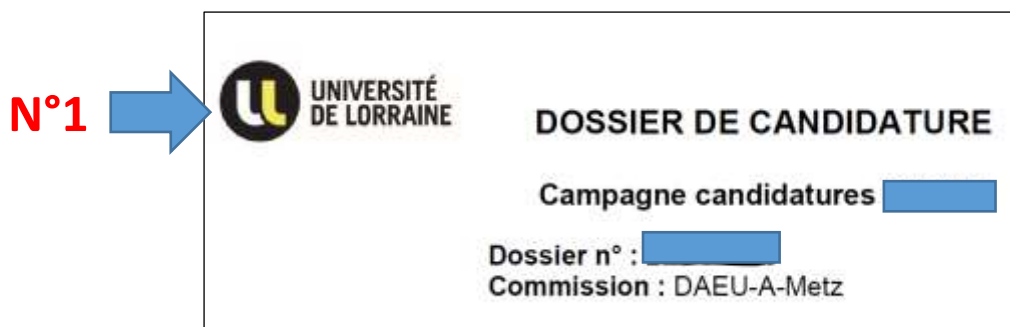 N°1
UNIVERSITÉ
DE LORRAINE
DOSSIER DE CANDIDATURE
Campagne candidatures
Dossier n° :
Commission : DAEU-A-Metz